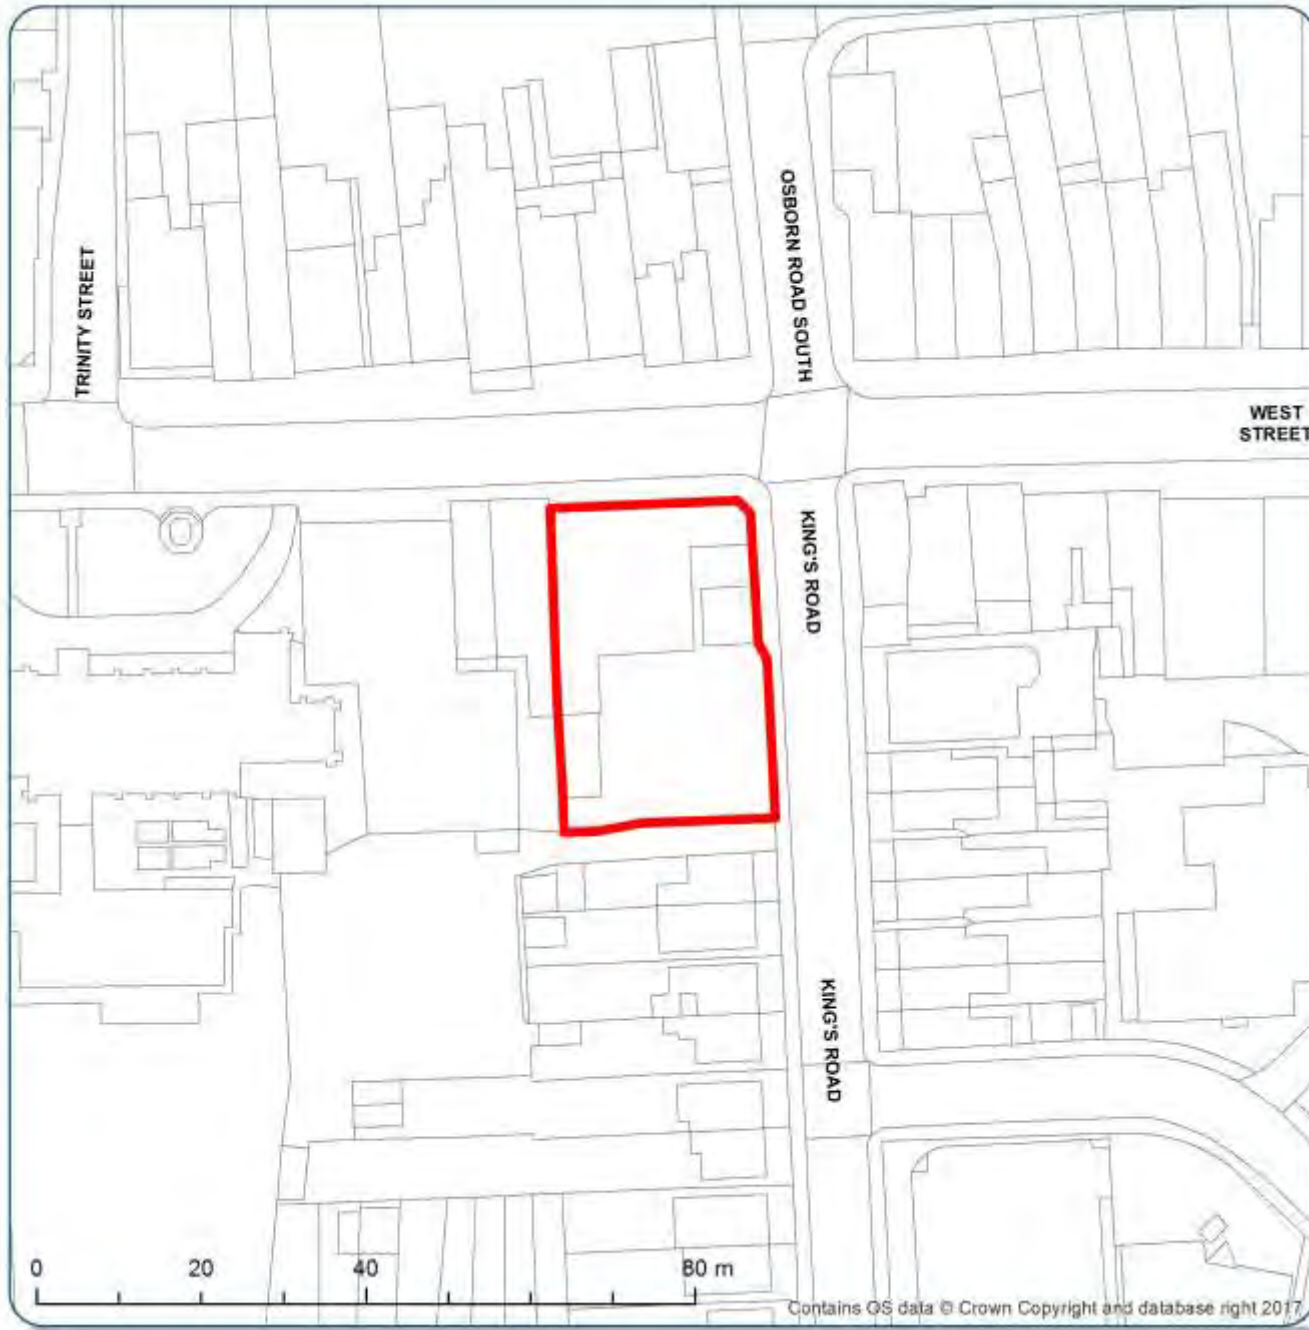 OSBORN ROAD SOUTH
TRINITY STREET
WEST
STREET
KING'S ROAD
KING'S ROAD
0 20 40 80 m
Contains OS data © Crown Copyright and database right 2017